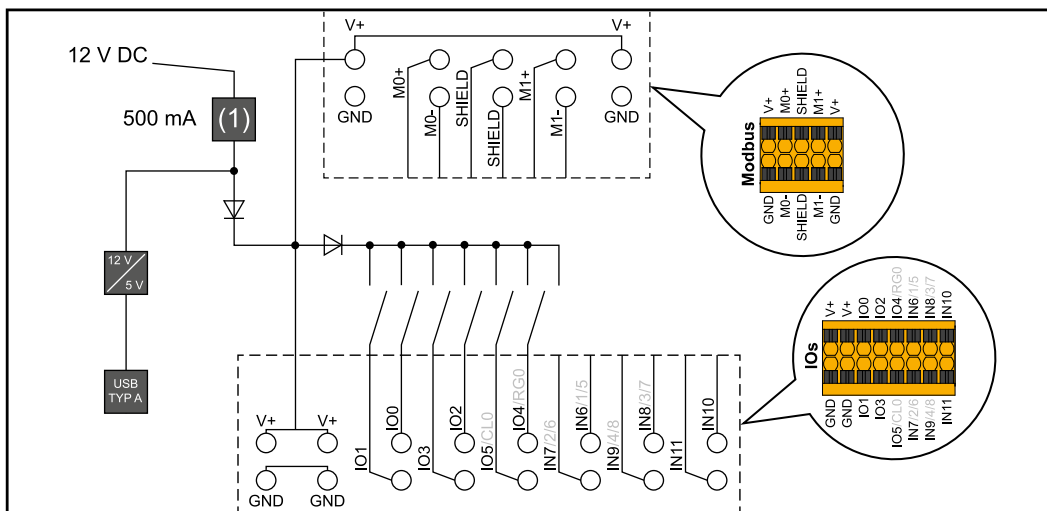 12 V DC
500 mA
(1)
12 V
5 V
USB
TYP A
V+
V+
M0+
SHIELD
M1+
GND
M0-
SHIELD
M1-
GND
Modbus
V+
M0+
SHIELD
M1+
V+
GND
M0-
SHIELD
M1-
GND
V+
V+
IO0
IO2
IO4/RG0
IN6/1/5
IN8/3/7
IN10
IO1
IO3
IO5/CL0
IN7/2/6
IN9/4/8
IN11
GND
GND
IOs
V+
V+
IO0
IO2
IO4/RG0
IN6/1/5
IN8/3/7
IN10
GND
GND
IO1
IO3
IO5/CL0
IN7/2/6
IN9/4/8
IN11